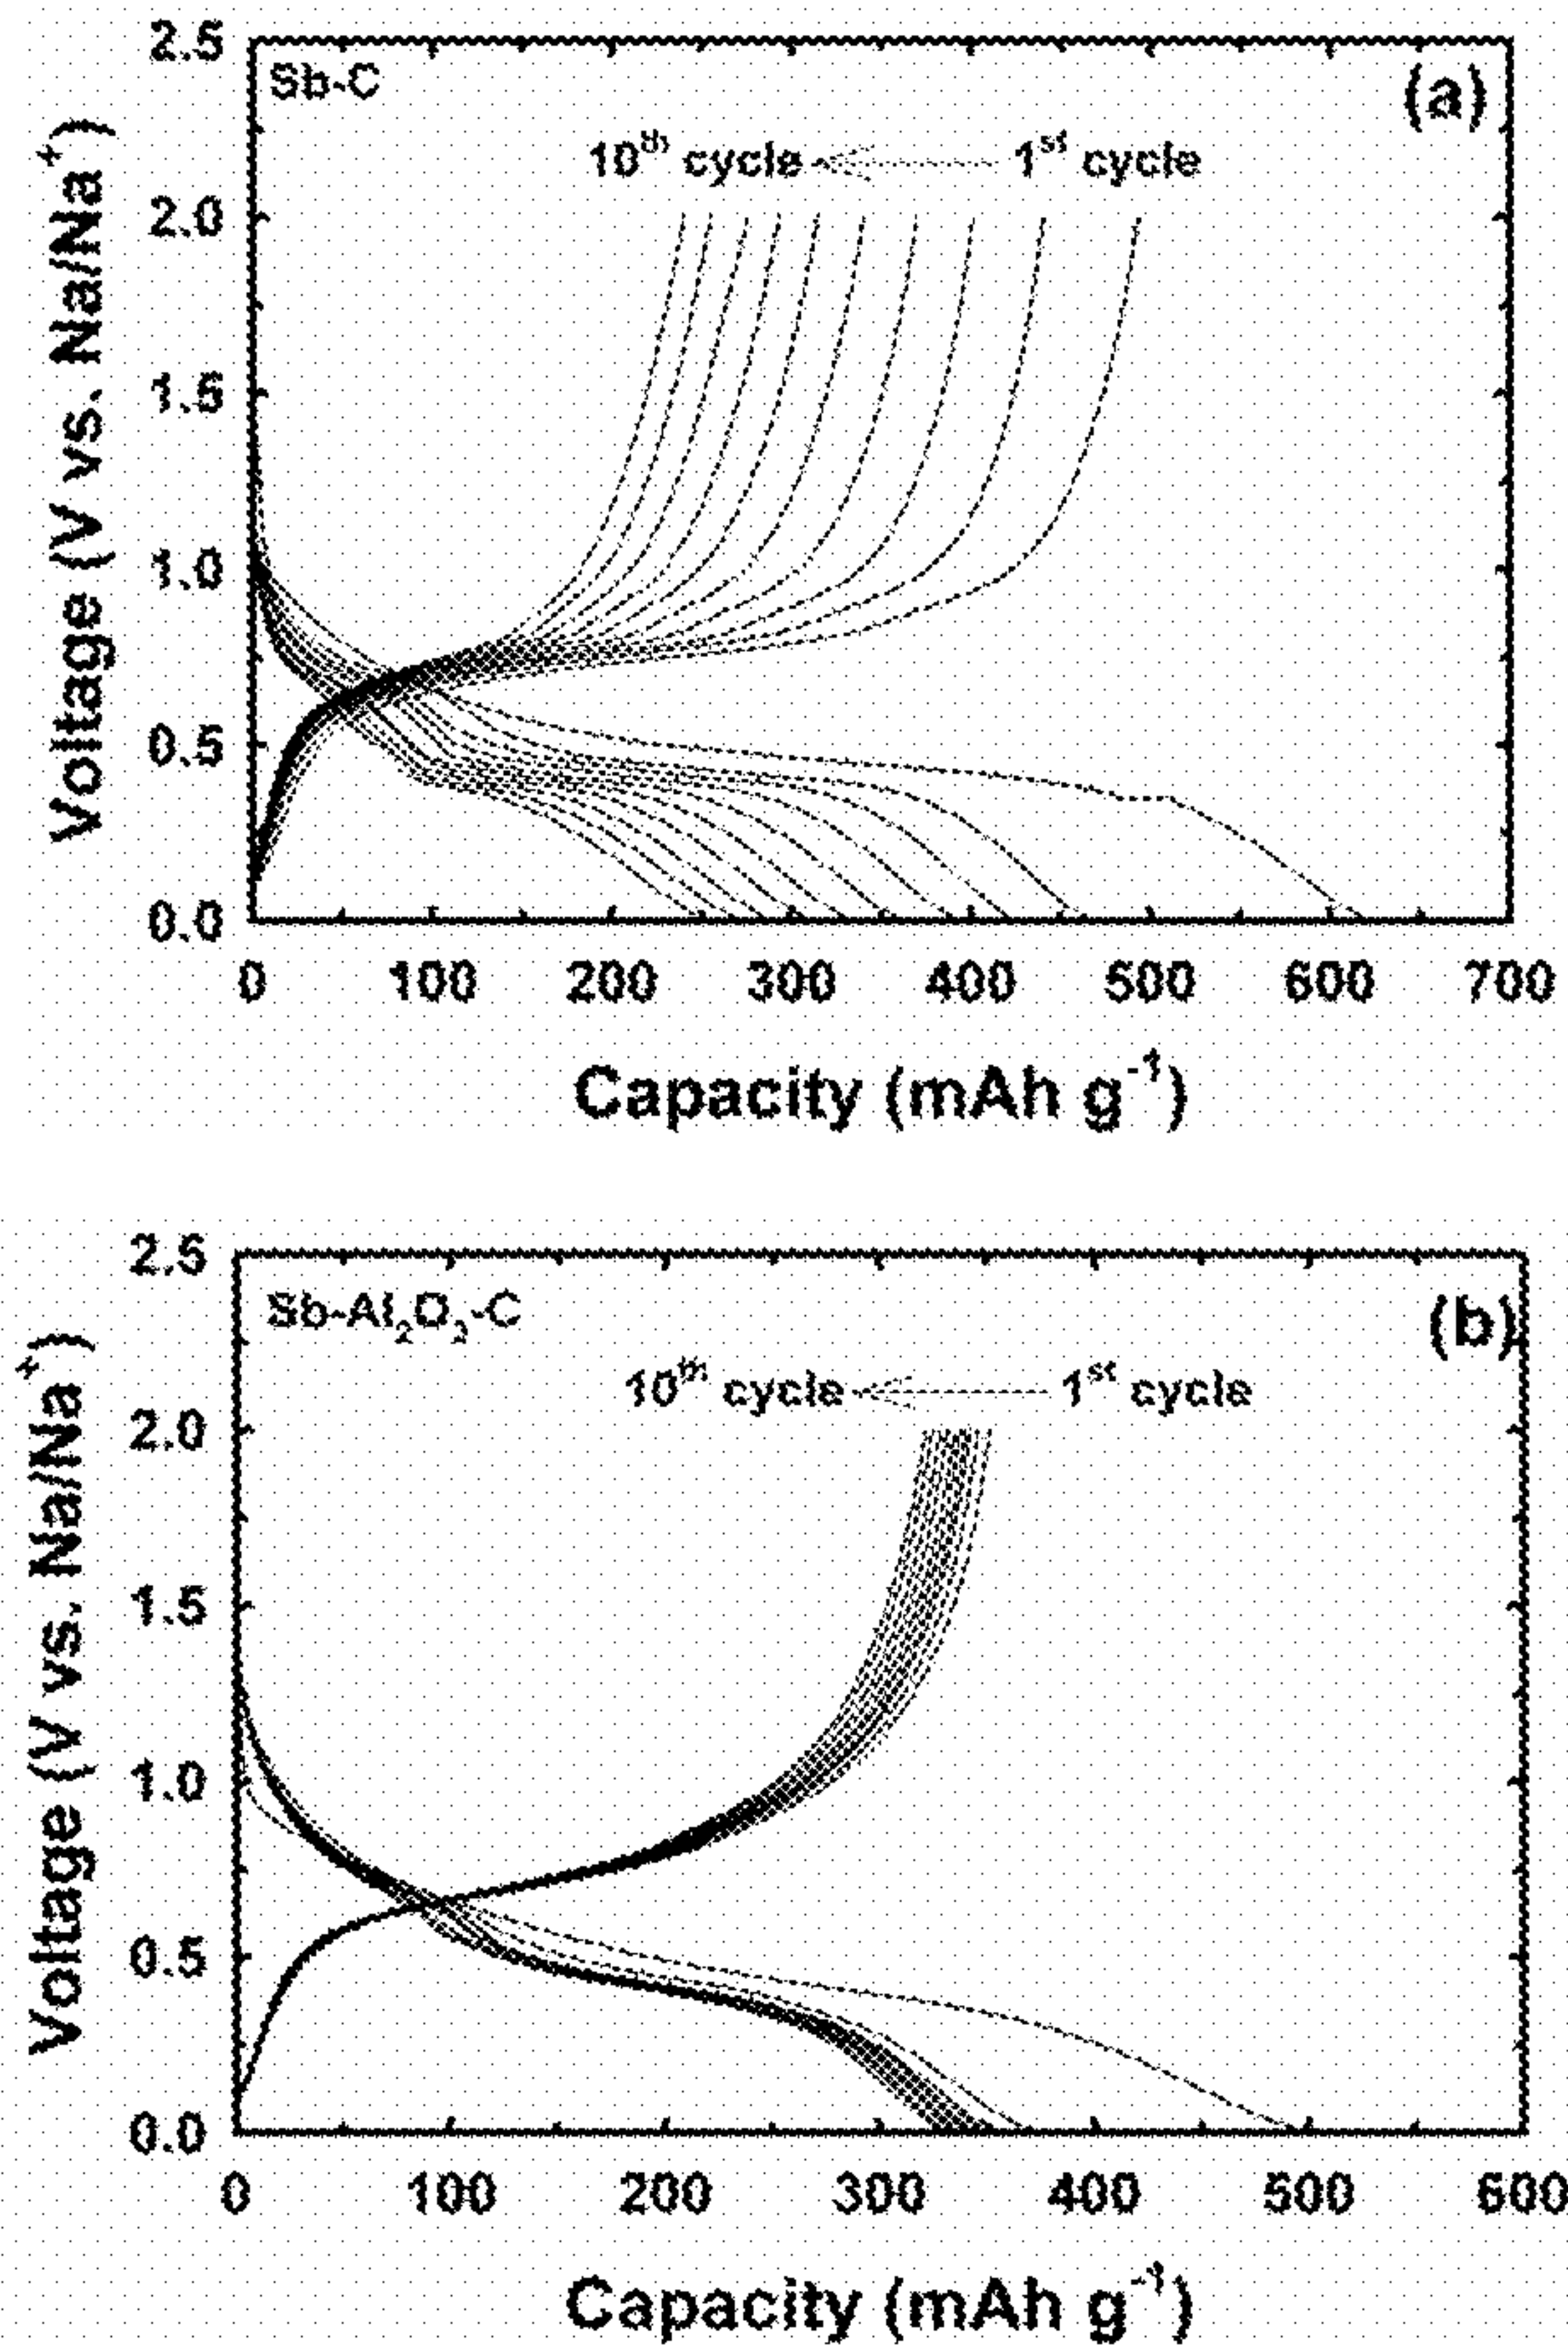 2.5
Sb-C
(a)
10th cycle 1st cycle
2.0
1.5
1.0
0.5
0.0
0 100 200 300 400 500 600 700
Voltage (V vs. Na/Na+)
Capacity (mAh g-1)
2.5
Sb-Al2O3-C
(b)
10th cycle 1st cycle
2.0
1.5
1.0
0.5
0.0
0 100 200 300 400 500 600
Voltage (V vs. Na/Na+)
Capacity (mAh g-1)